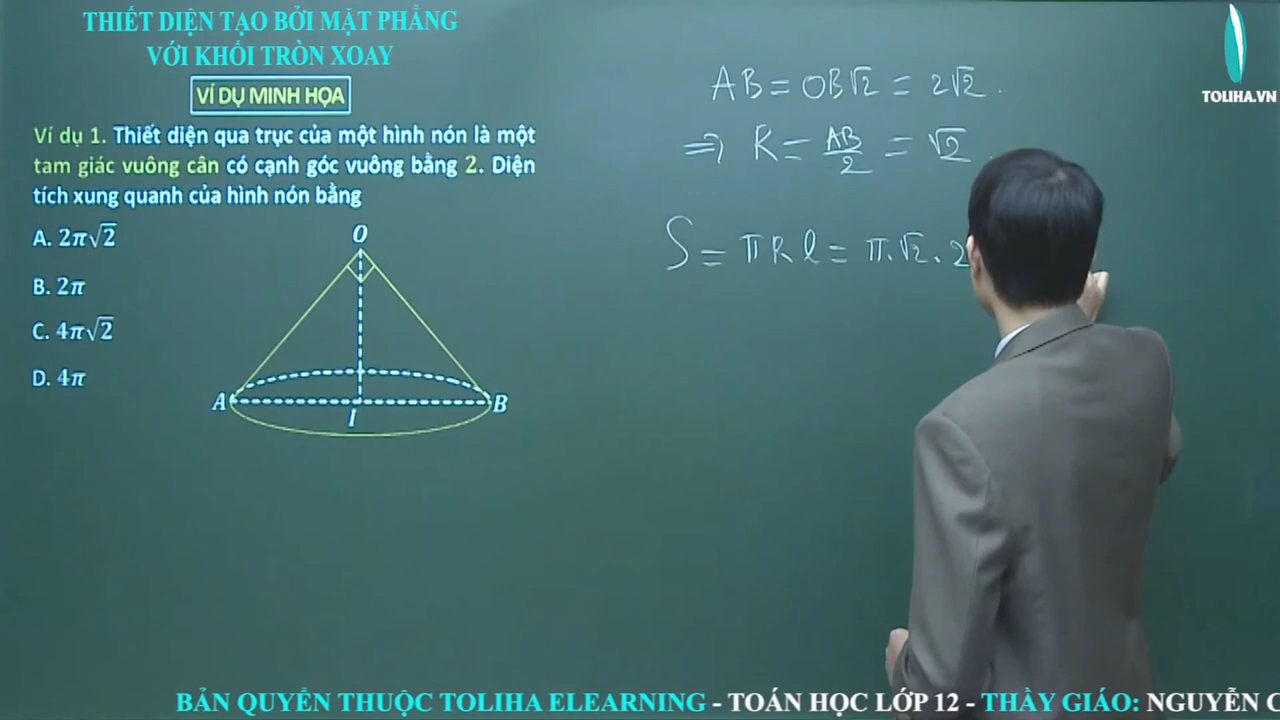 THIẾT DIỆN TẠO BỞI MẶT PHẲNG
VỚI KHỐI TRÒN XOAY
VÍ DỤ MINH HỌA
Ví dụ 1. Thiết diện qua trục của một hình nón là một
tam giác vuông cân có cạnh góc vuông bằng 2. Diện
tích xung quanh của hình nón bằng
A. 2π√2
B. 2π
C. 4π√2
D. 4π
O
A
I
B
AB = OB√2 = 2√2.
⇒ R = AB/2 = √2.
S = πRl = π.√2.2
TOLIHA.VN
BẢN QUYỀN THUỘC TOLIHA ELEARNING - TOÁN HỌC LỚP 12 - THẦY GIÁO: NGUYỄN